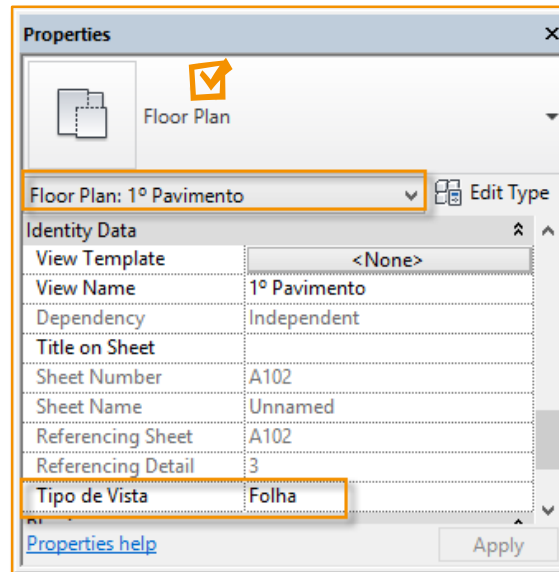 Properties
Floor Plan
Floor Plan: 1º Pavimento Edit Type
Identity Data
View Template <None>
View Name 1º Pavimento
Dependency Independent
Title on Sheet
Sheet Number A102
Sheet Name Unnamed
Referencing Sheet A102
Referencing Detail 3
Tipo de Vista Folha
Properties help Apply